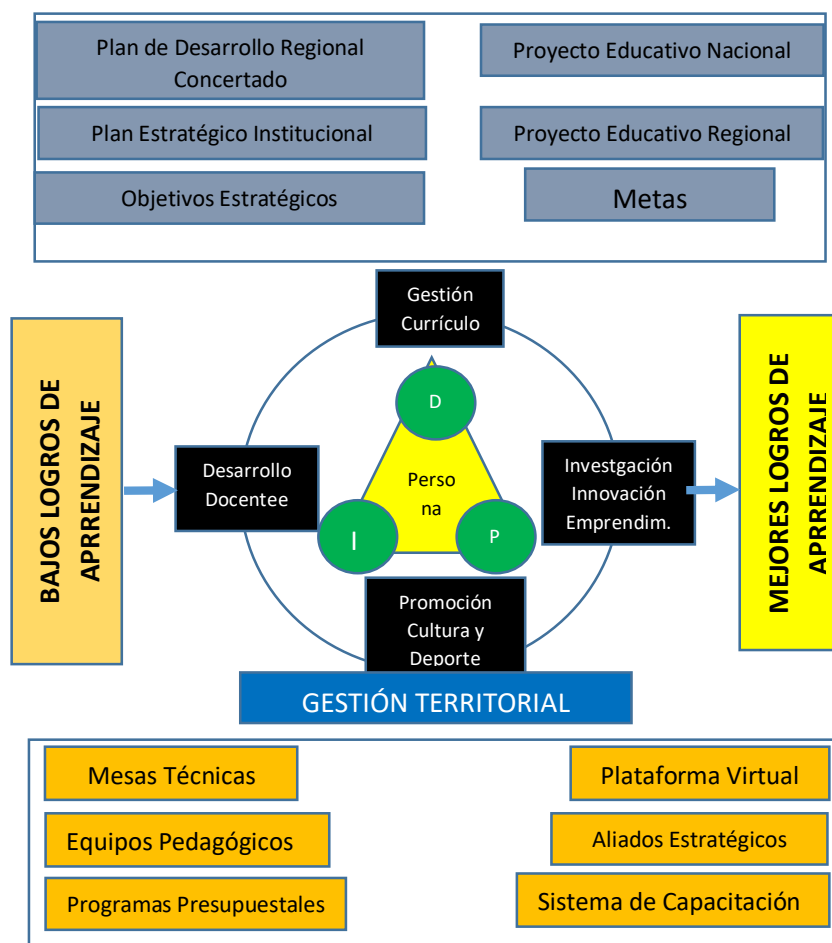 Plan de Desarrollo Regional
Concertado
Proyecto Educativo Nacional
Plan Estratégico Institucional
Proyecto Educativo Regional
Objetivos Estratégicos
Metas
Gestión
Currículo
BAJOS LOGROS DE
APRRENDIZAJE
D
Desarrollo
Docentee
Perso
na
Investgación
Innovación
Emprendim.
I
P
MEJORES LOGROS DE
APRRENDIZAJE
Promoción
Cultura y
Deporte
GESTIÓN TERRITORIAL
Mesas Técnicas
Plataforma Virtual
Equipos Pedagógicos
Aliados Estratégicos
Programas Presupuestales
Sistema de Capacitación